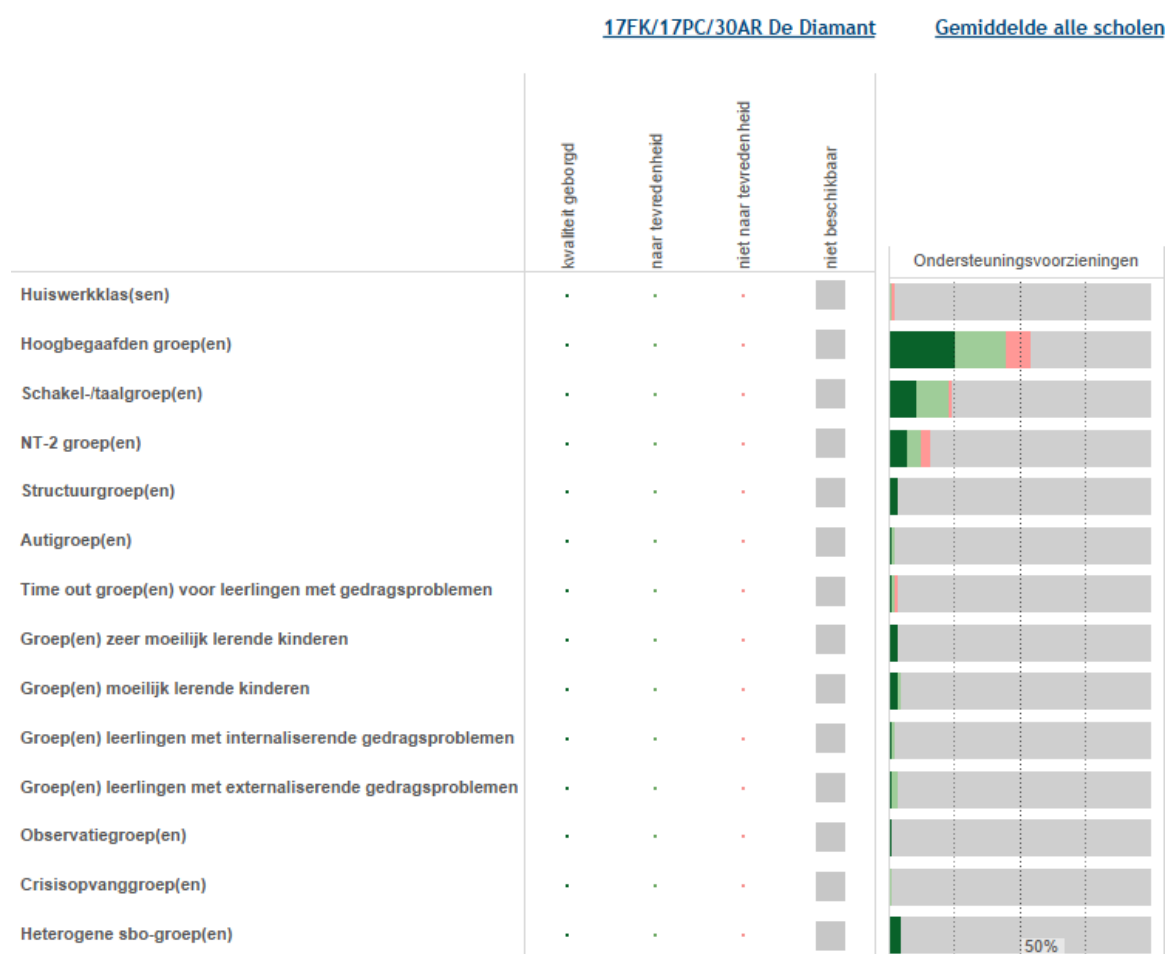 17FK/17PC/30AR De Diamant
Gemiddelde alle scholen
kwaliteit geborgd
naar tevredenheid
niet naar tevredenheid
niet beschikbaar
Ondersteuningsvoorzieningen
Huiswerkklas(sen)
Hoogbegaafden groep(en)
Schakel-/taalgroep(en)
NT-2 groep(en)
Structuurgroep(en)
Autigroep(en)
Time out groep(en) voor leerlingen met gedragsproblemen
Groep(en) zeer moeilijk lerende kinderen
Groep(en) moeilijk lerende kinderen
Groep(en) leerlingen met internaliserende gedragsproblemen
Groep(en) leerlingen met externaliserende gedragsproblemen
Observatiegroep(en)
Crisisopvanggroep(en)
Heterogene sbo-groep(en)
50%